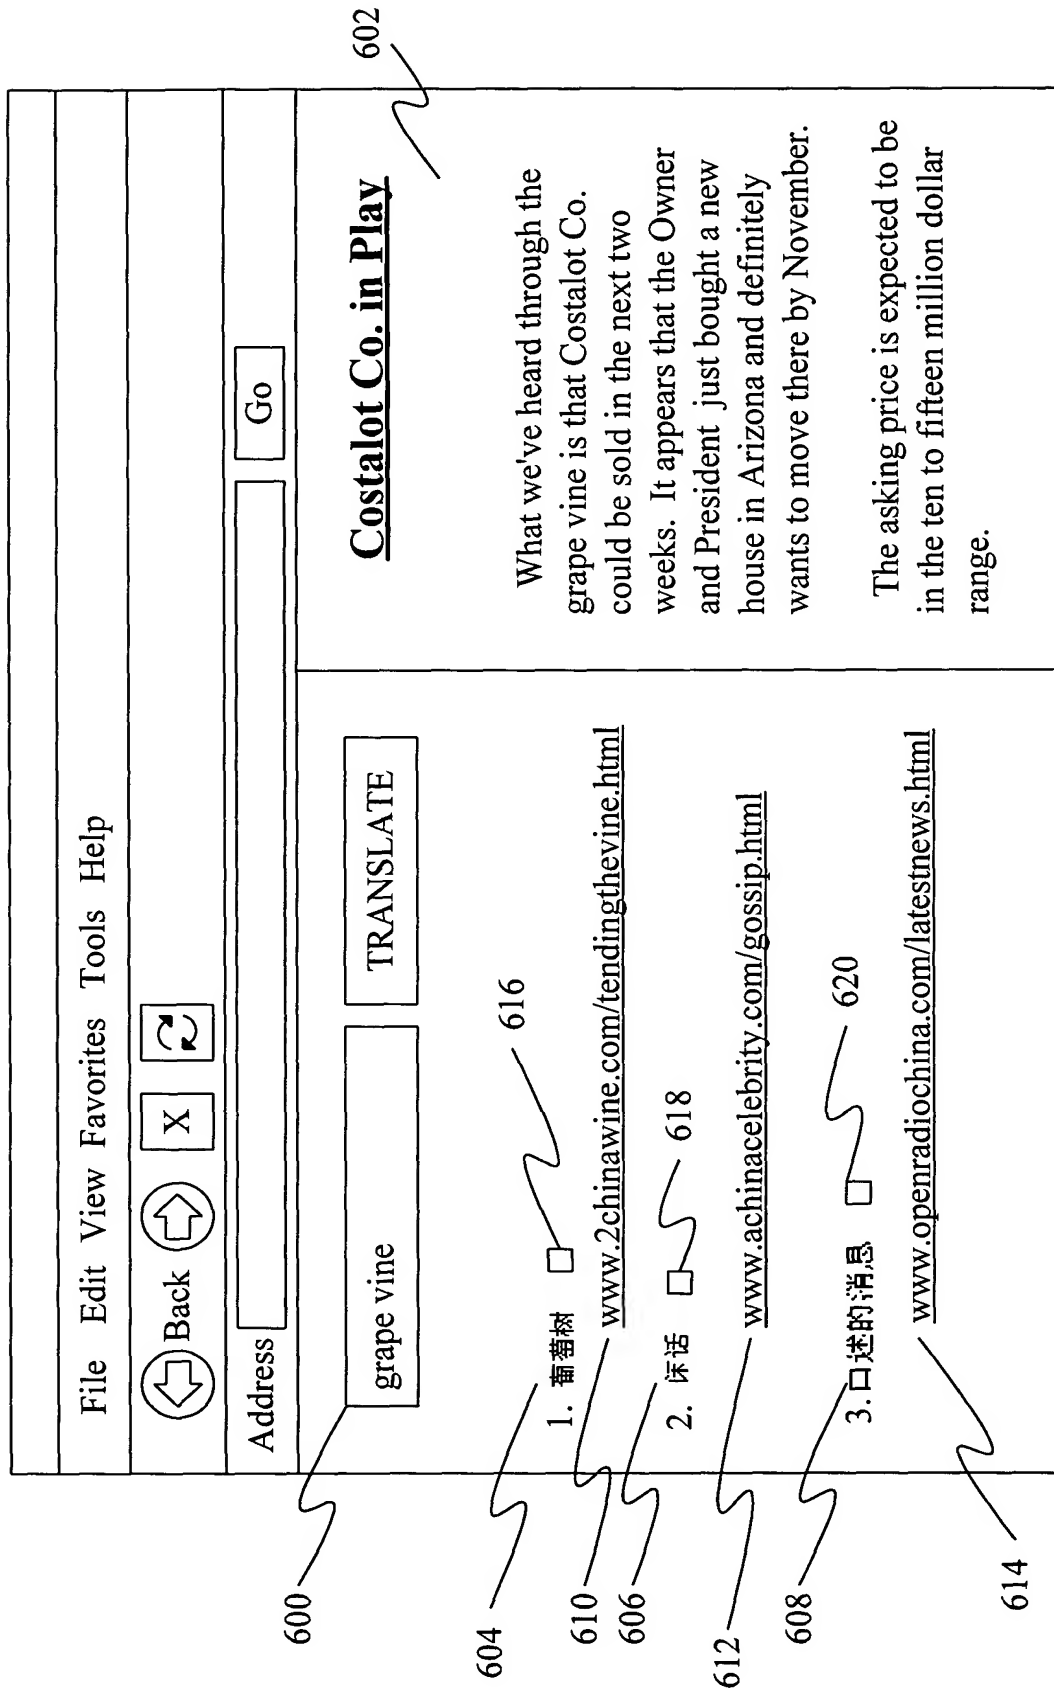 File Edit View Favorites Tools Help
Back X
Address Go
grape vine TRANSLATE
600
1. 葡萄树
604
616
www.2chinawine.com/tendingthevine.html
610
2. 闲话
606
618
www.achinacelebrity.com/gossip.html
612
3. 口述的消息
608
620
www.openradiochina.com/latestnews.html
614
Costalot Co. in Play
602
What we've heard through the
grape vine is that Costalot Co.
could be sold in the next two
weeks. It appears that the Owner
and President just bought a new
house in Arizona and definitely
wants to move there by November.
The asking price is expected to be
in the ten to fifteen million dollar
range.